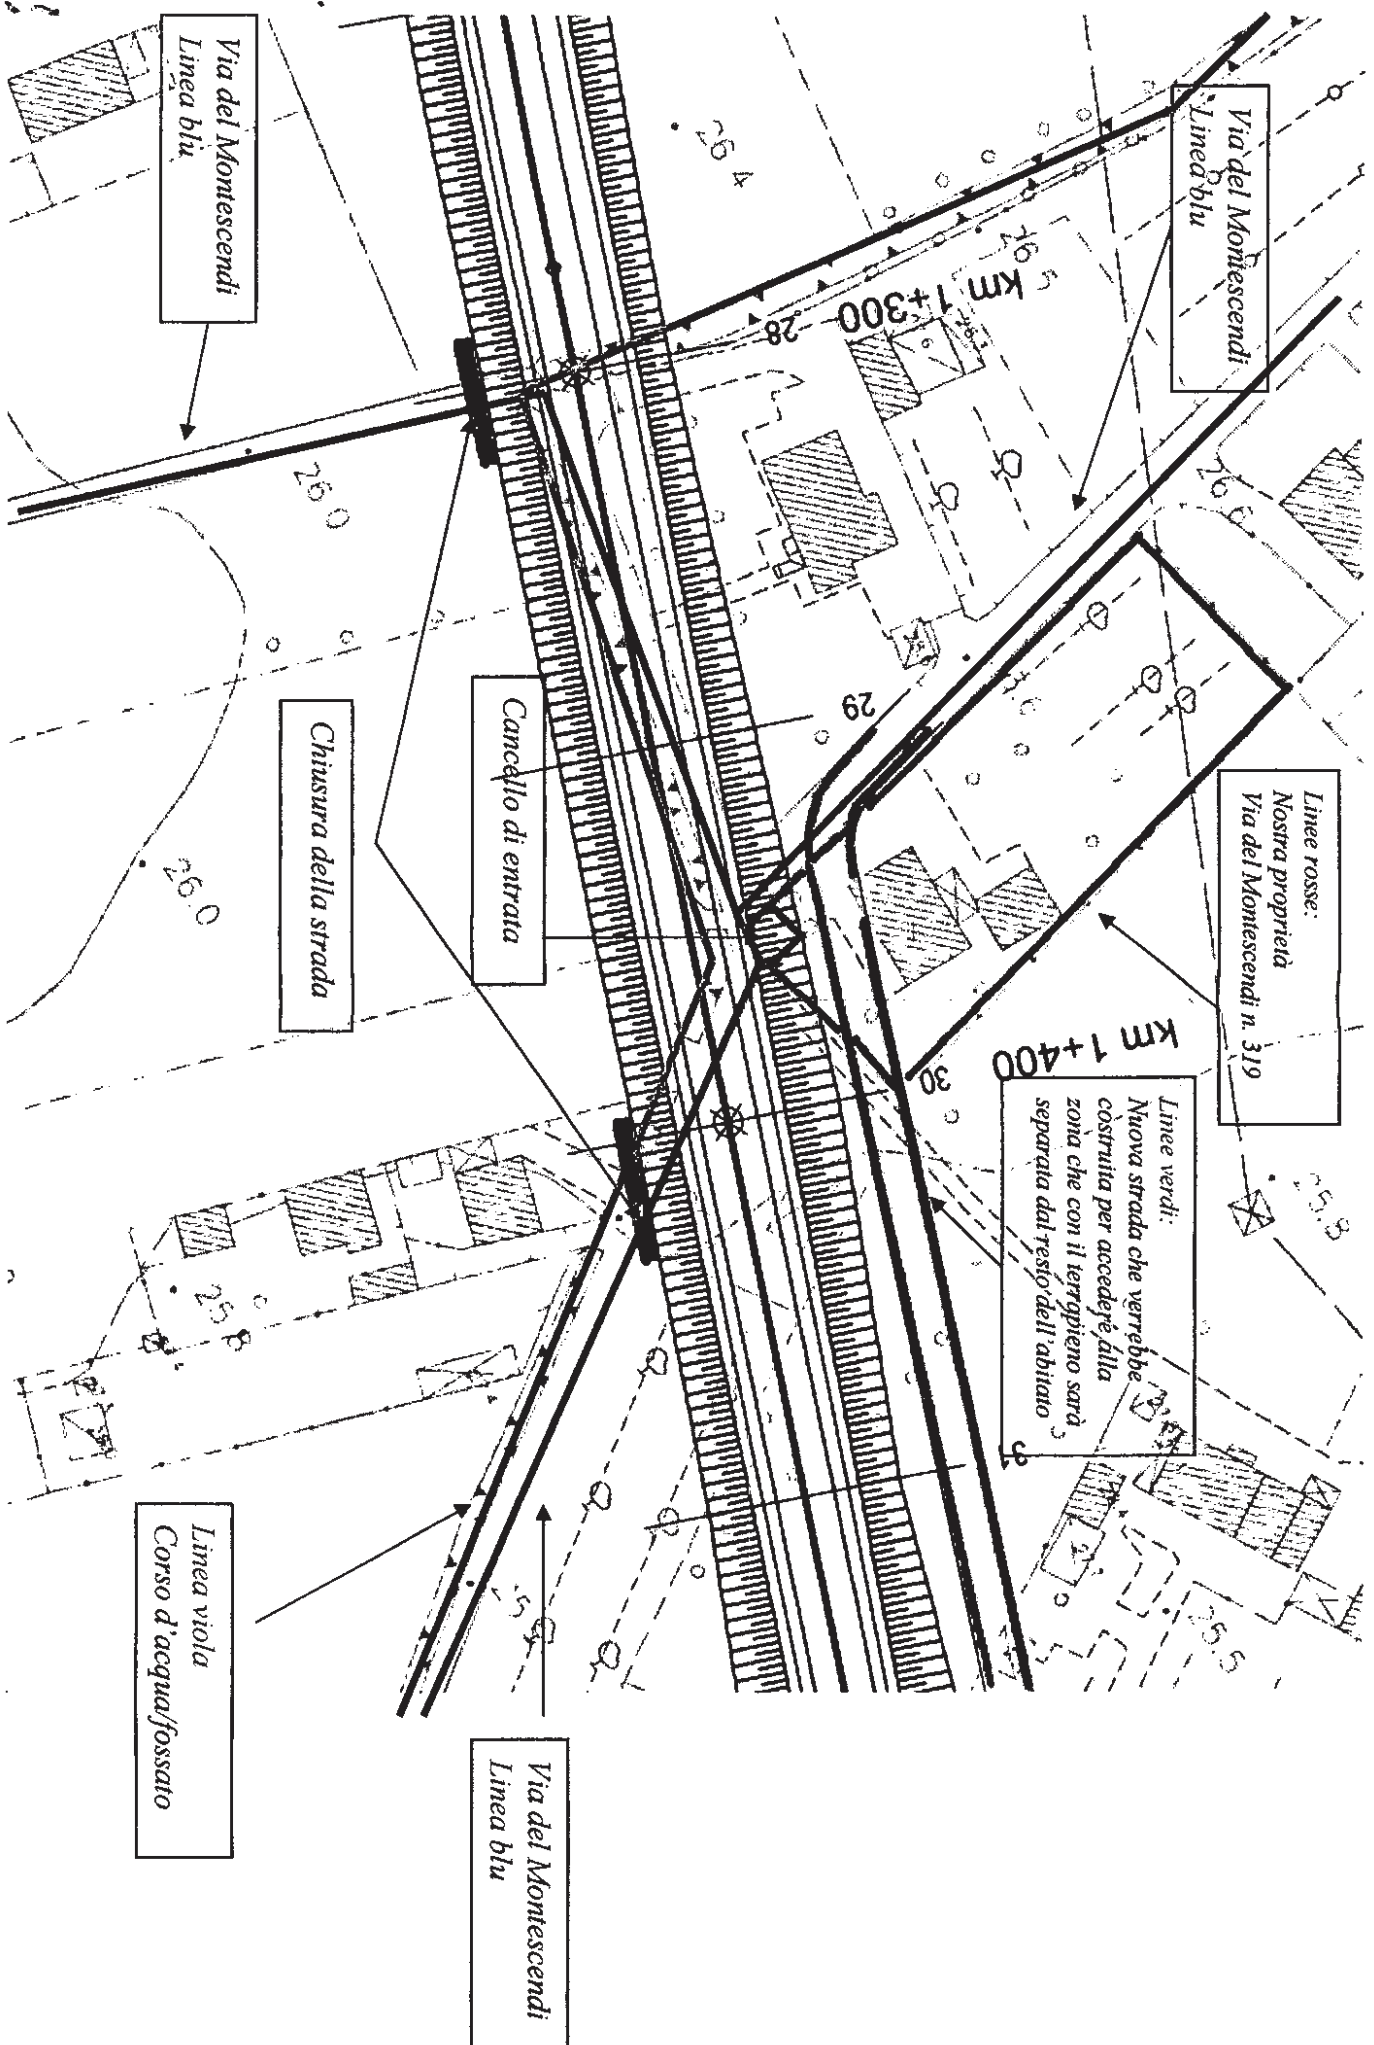 Via del Montescendi
Linea blu
Via del Montescendi
Linea blu
Linee rosse:
Nostra proprietà
Via del Montescendi n. 319
Linee verdi:
Nuova strada che verrebbe
costruita per accedere alla
zona che con il terrapieno sarà
separata dal resto dell'abitato
Cancello di entrata
Chiusura della strada
Linea viola
Corso d'acqua/fossato
Via del Montescendi
Linea blu
km 1+300
km 1+400
28
29
30
31
26.4
26.5
26.0
26.6
26.0
25.8
25.8
25.5